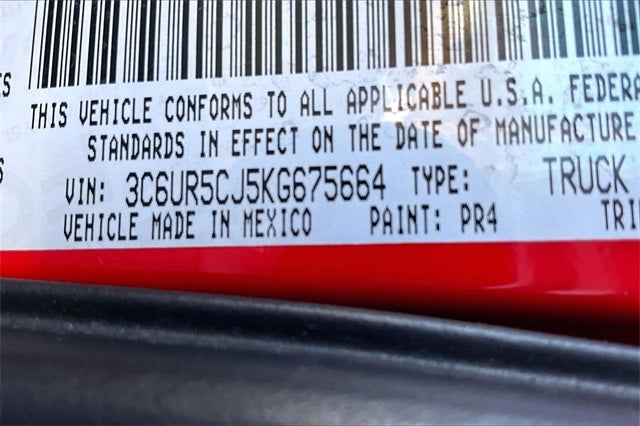 THIS VEHICLE CONFORMS TO ALL APPLICABLE U.S.A. FEDERA
STANDARDS IN EFFECT ON THE DATE OF MANUFACTURE
VIN: 3C6UR5CJ5KG675664 TYPE: TRUCK
VEHICLE MADE IN MEXICO PAINT: PR4 TRI